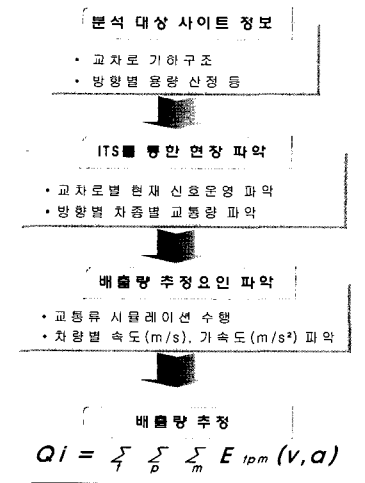 분석 대상 사이트 정보
• 교차로 기하구조
• 방향별 용량 산정 등
ITS를 통한 현장 파악
• 교차로별 현재 신호운영 파악
• 방향별 차종별 교통량 파악
배출량 추정요인 파악
• 교통류 시뮬레이션 수행
• 차량별 속도(m/s), 가속도(m/s²) 파악
배출량 추정
Qi = Σ Σ Σ E tpm (v,a)
t p m